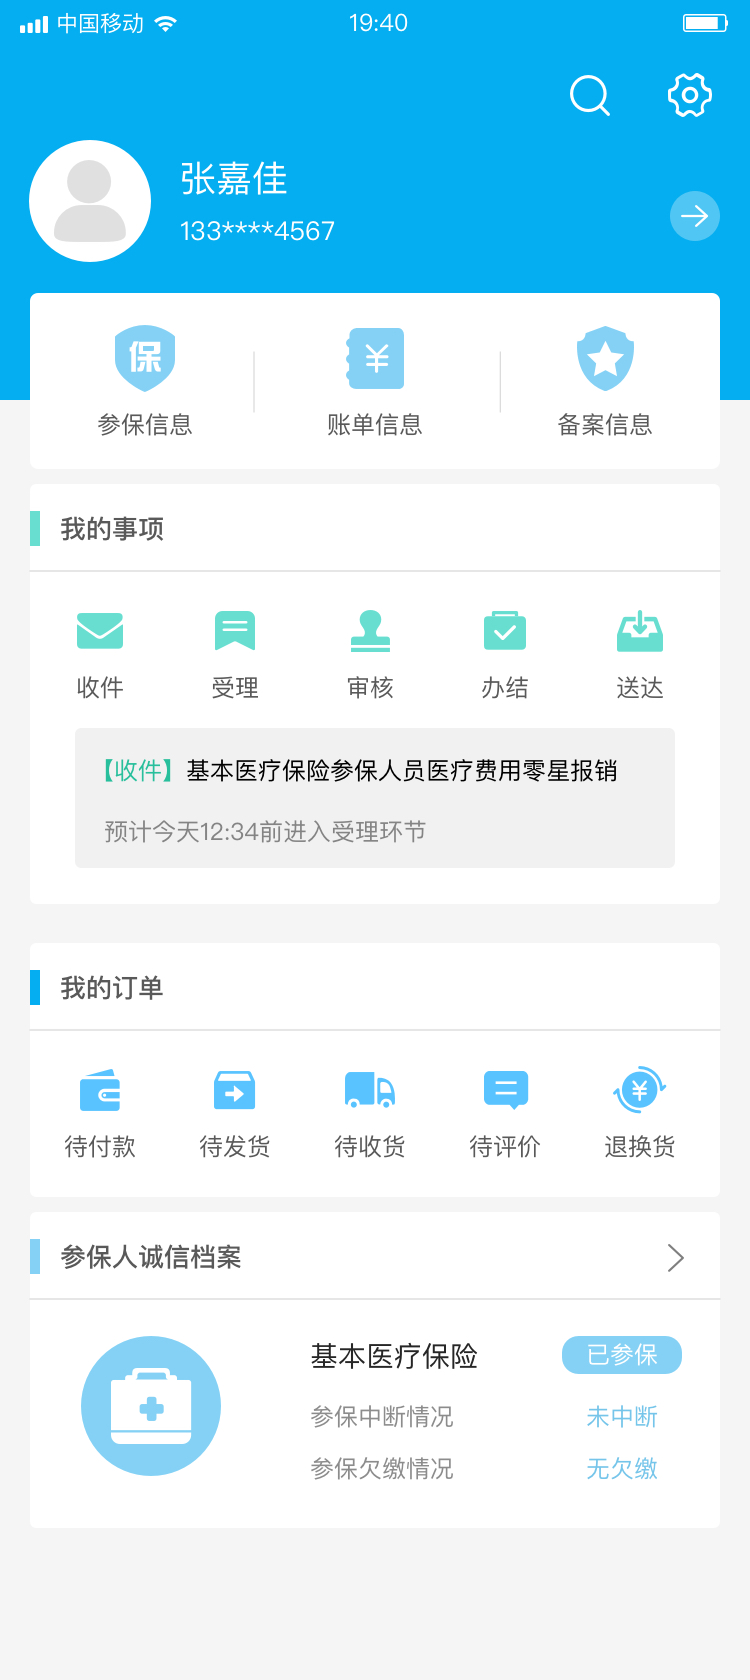 中国移动 19:40
张嘉佳
133****4567
保 ¥
参保信息 账单信息 备案信息
我的事项
收件 受理 审核 办结 送达
【收件】基本医疗保险参保人员医疗费用零星报销
预计今天12:34前进入受理环节
我的订单
¥
待付款 待发货 待收货 待评价 退换货
参保人诚信档案
基本医疗保险 已参保
参保中断情况 未中断
参保欠缴情况 无欠缴